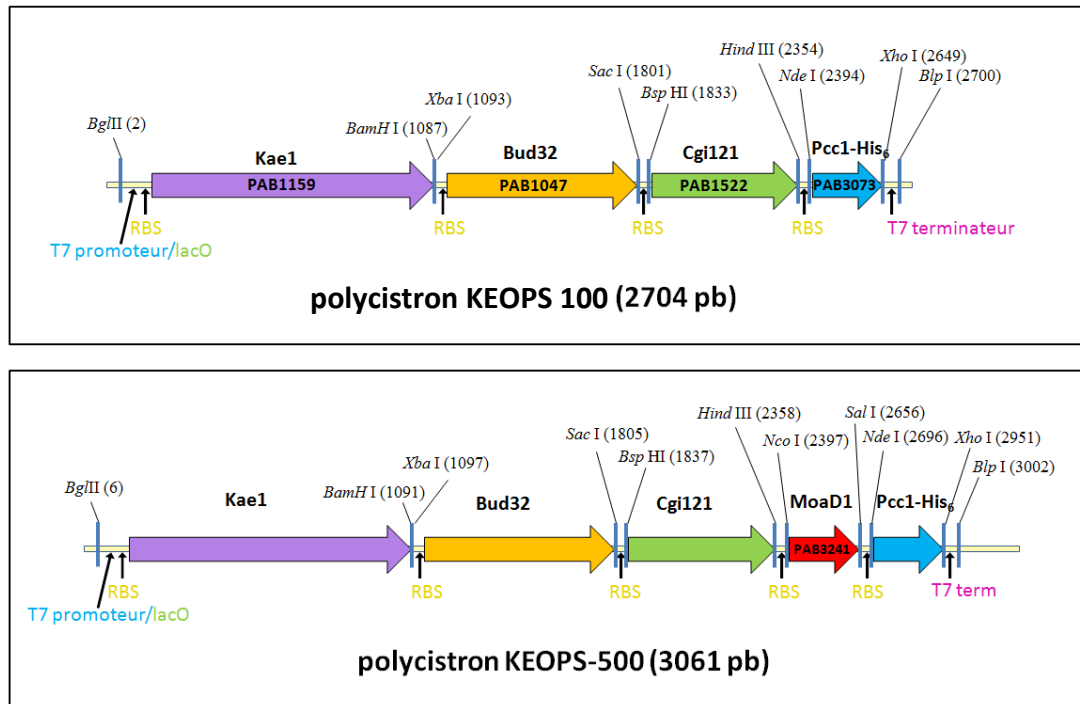 Hind III (2354)
Xho I (2649)
Sac I (1801)
Nde I (2394)
Blp I (2700)
Xba I (1093)
Bsp HI (1833)
BglII (2)
BamH I (1087)
Kae1
Bud32
Cgi121
Pcc1-His6
PAB1159
PAB1047
PAB1522
PAB3073
RBS
RBS
RBS
RBS
T7 promoteur/lacO
T7 terminateur
polycistron KEOPS 100 (2704 pb)
Hind III (2358)
Sal I (2656)
Sac I (1805)
Nco I (2397)
Nde I (2696)
Xho I (2951)
Xba I (1097)
Bsp HI (1837)
Blp I (3002)
BglII (6)
BamH I (1091)
Kae1
Bud32
Cgi121
MoaD1
Pcc1-His6
PAB3241
RBS
RBS
RBS
RBS
RBS
T7 term
T7 promoteur/lacO
polycistron KEOPS-500 (3061 pb)